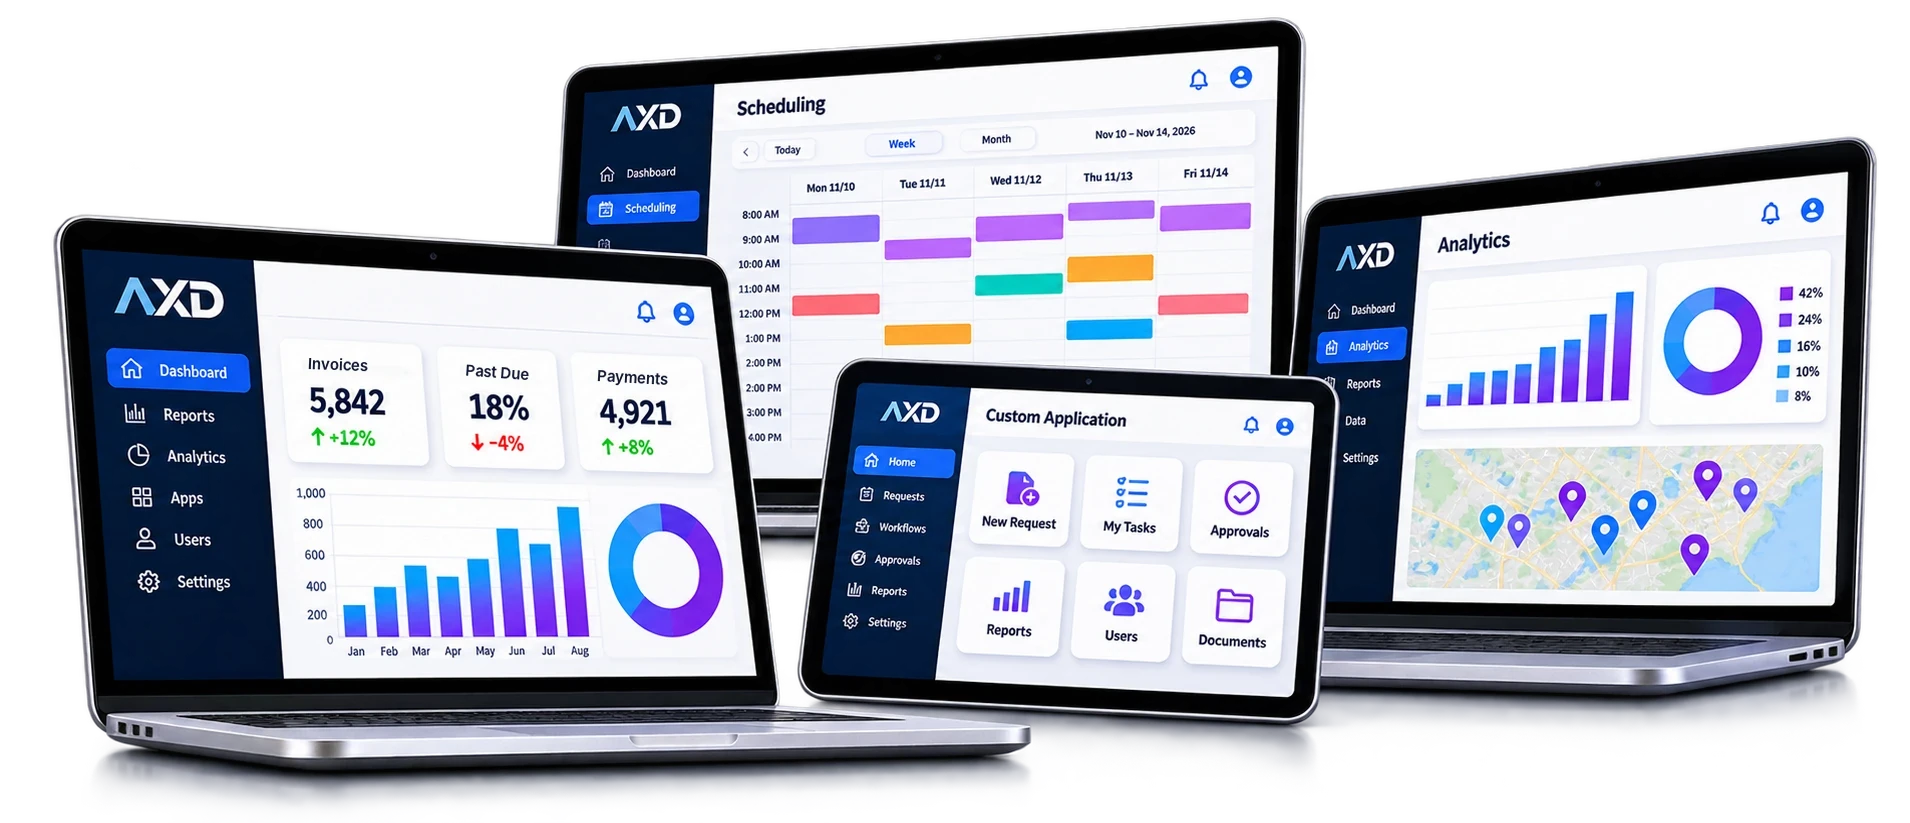 AXD
Dashboard
Reports
Analytics
Apps
Users
Settings
Invoices
5,842
+12%
Past Due
18%
−4%
Payments
4,921
+8%
1,000
800
600
400
200
0
Jan Feb Mar Apr May Jun Jul Aug
AXD
Dashboard
Scheduling
Scheduling
Today
Week
Month
Nov 10 – Nov 14, 2026
Mon 11/10 Tue 11/11 Wed 11/12 Thu 11/13 Fri 11/14
8:00 AM
9:00 AM
10:00 AM
11:00 AM
12:00 PM
1:00 PM
2:00 PM
2:00 PM
3:00 PM
4:00 PM
AXD
Home
Requests
Workflows
Approvals
Reports
Settings
Custom Application
New Request
My Tasks
Approvals
Reports
Users
Documents
AXD
Dashboard
Analytics
Reports
Data
Settings
Analytics
42%
24%
16%
10%
8%